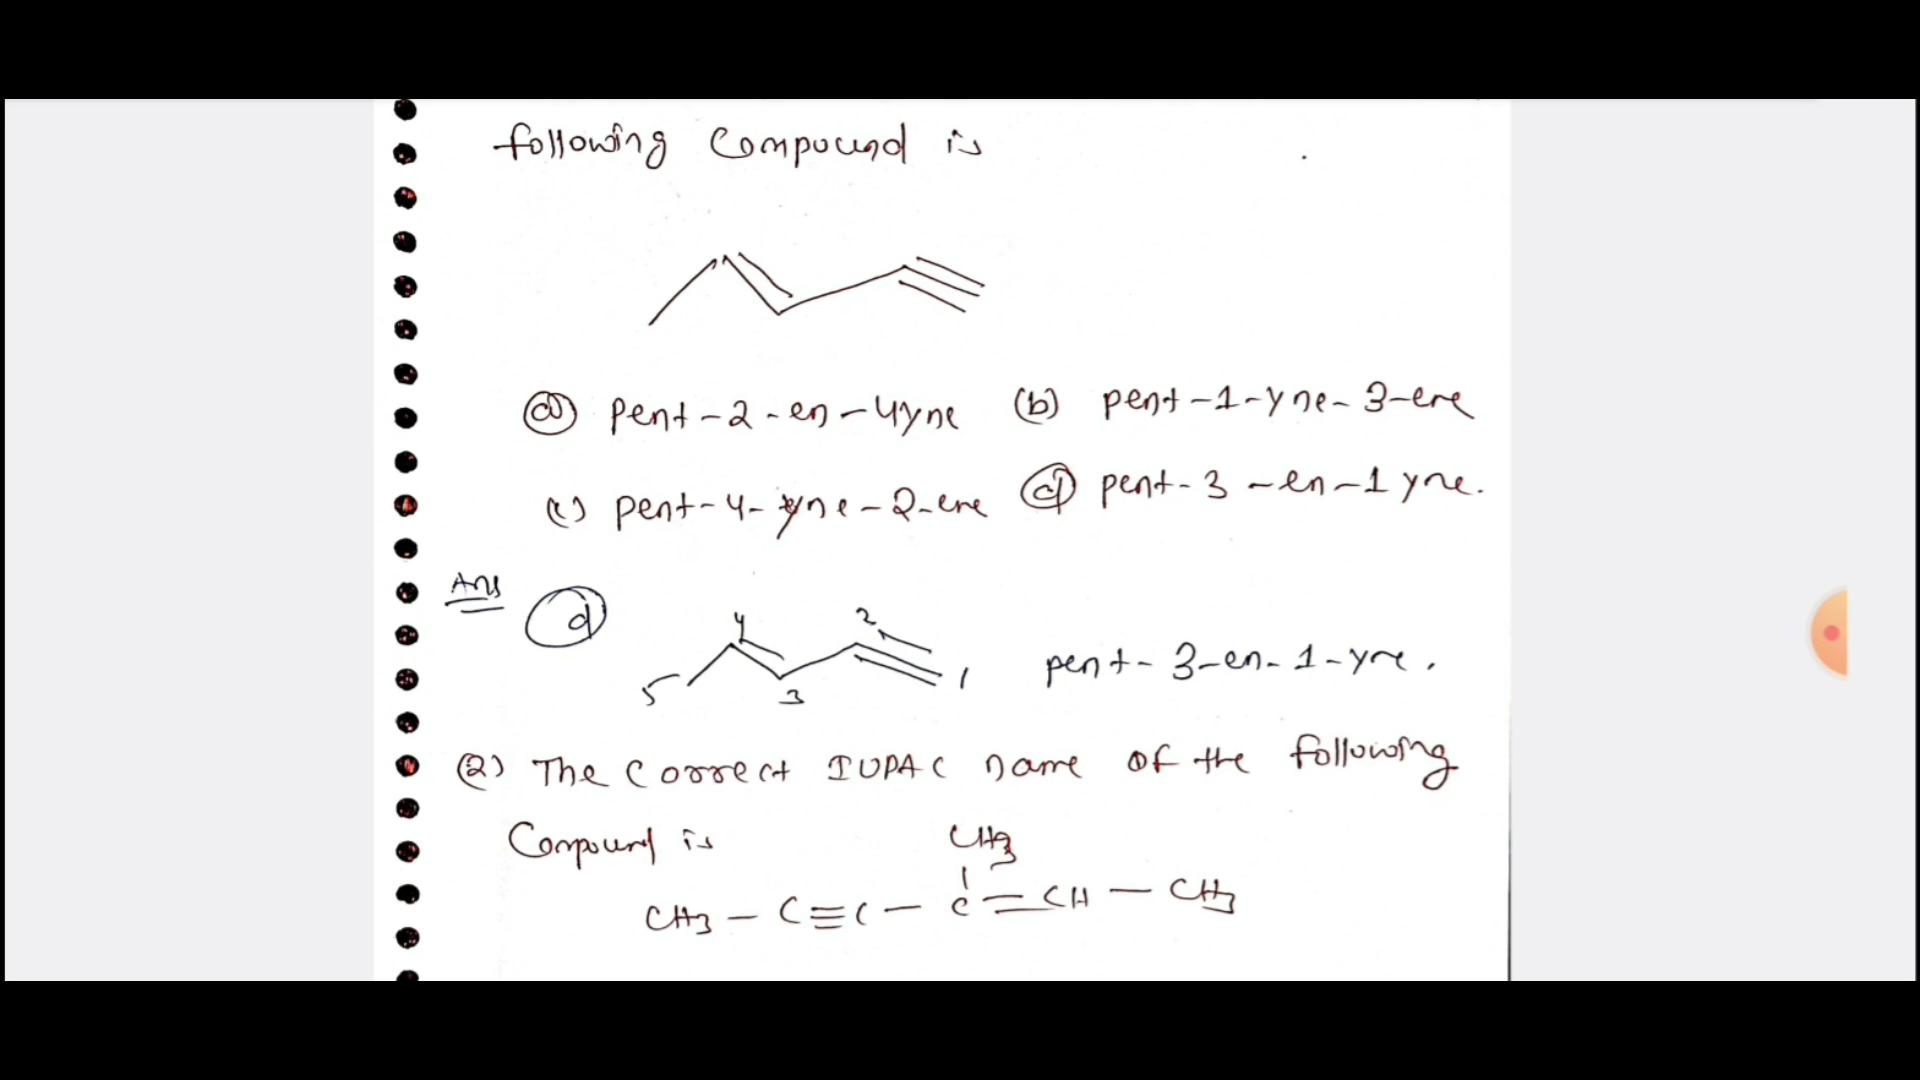 following Compound is
(a) pent-2-en-4yne (b) pent-1-yne-3-ene
(c) pent-4-yne-2-ene (d) pent-3-en-1yne.
Ans (d) 5 4 3 2 1 pent-3-en-1-yne.
(2) The Correct IUPAC name of the following
Compound is
CH3
CH3 - C≡C - C = CH - CH3